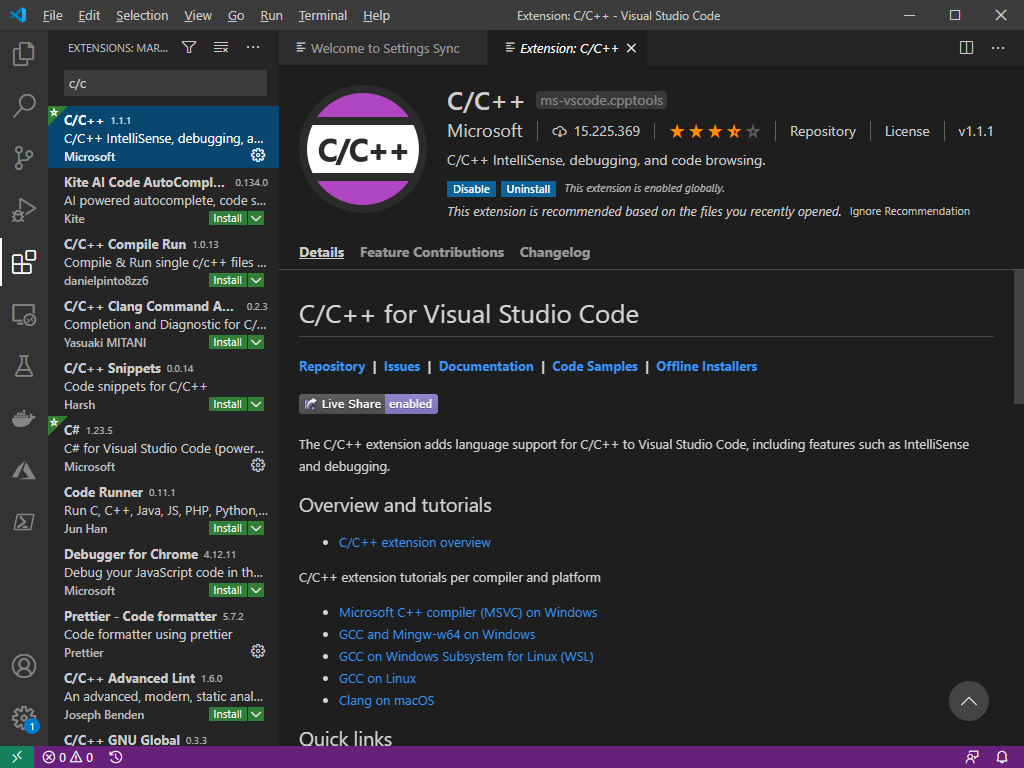 File Edit Selection View Go Run Terminal Help Extension: C/C++ - Visual Studio Code
EXTENSIONS: MAR...
Welcome to Settings Sync
Extension: C/C++
c/c
C/C++ 1.1.1
C/C++ IntelliSense, debugging, a...
Microsoft
Kite AI Code AutoCompl... 0.134.0
AI powered autocomplete, code s...
Kite Install
C/C++ Compile Run 1.0.13
Compile & Run single c/c++ files ...
danielpinto8zz6 Install
C/C++ Clang Command A... 0.2.3
Completion and Diagnostic for C/...
Yasuaki MITANI Install
C/C++ Snippets 0.0.14
Code snippets for C/C++
Harsh Install
C# 1.23.5
C# for Visual Studio Code (power...
Microsoft
Code Runner 0.11.1
Run C, C++, Java, JS, PHP, Python,...
Jun Han Install
Debugger for Chrome 4.12.11
Debug your JavaScript code in th...
Microsoft Install
Prettier - Code formatter 5.7.2
Code formatter using prettier
Prettier
C/C++ Advanced Lint 1.6.0
An advanced, modern, static anal...
Joseph Benden Install
C/C++ GNU Global 0.3.3
C/C++
C/C++ ms-vscode.cpptools
Microsoft 15.225.369 Repository License v1.1.1
C/C++ IntelliSense, debugging, and code browsing.
Disable Uninstall This extension is enabled globally.
This extension is recommended based on the files you recently opened. Ignore Recommendation
Details Feature Contributions Changelog
C/C++ for Visual Studio Code
Repository | Issues | Documentation | Code Samples | Offline Installers
Live Share enabled
The C/C++ extension adds language support for C/C++ to Visual Studio Code, including features such as IntelliSense
and debugging.
Overview and tutorials
C/C++ extension overview
C/C++ extension tutorials per compiler and platform
Microsoft C++ compiler (MSVC) on Windows
GCC and Mingw-w64 on Windows
GCC on Windows Subsystem for Linux (WSL)
GCC on Linux
Clang on macOS
Quick links
1
0 0